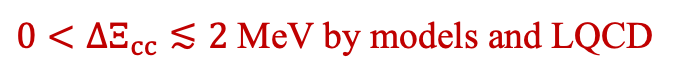 0 < ΔΞcc ≲ 2 MeV by models and LQCD